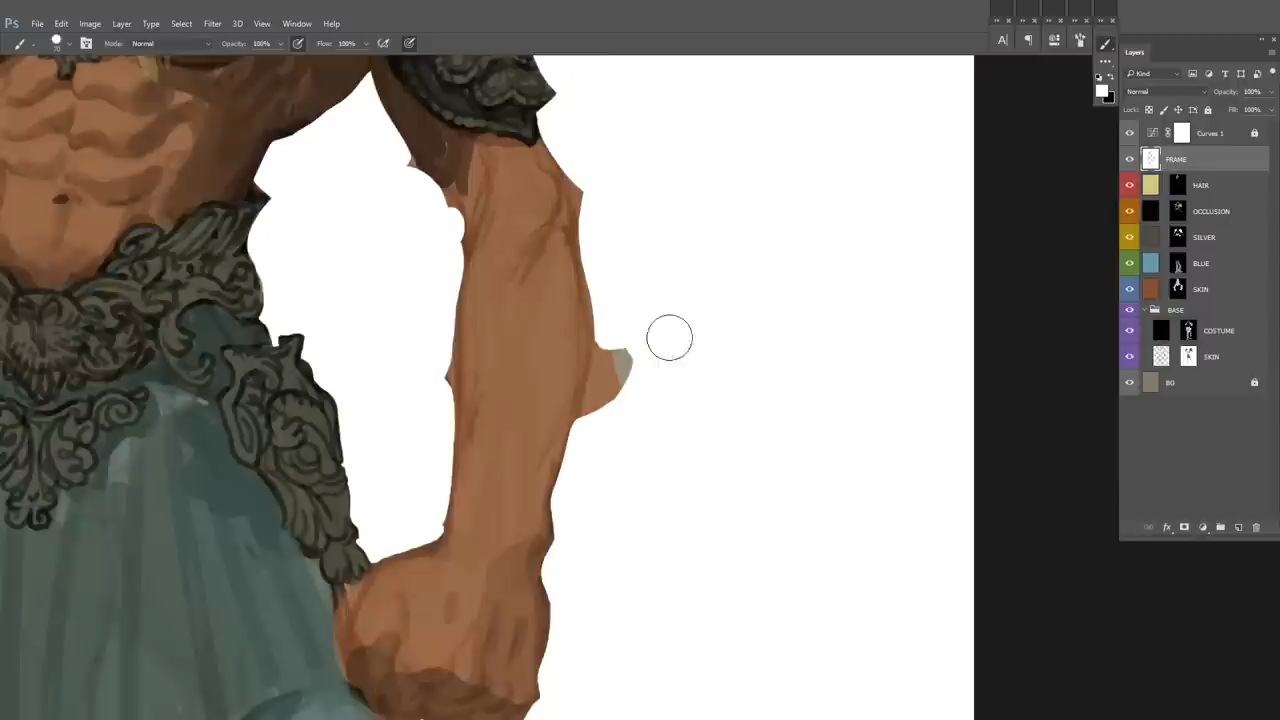 Ps File Edit Image Layer Type Select Filter 3D View Window Help
70 Mode: Normal Opacity: 100% Flow: 100%
A
Layers
Kind
Normal Opacity: 100%
Lock: Fill: 100%
Curves 1
FRAME
HAIR
OCCLUSION
SILVER
BLUE
SKIN
BASE
COSTUME
SKIN
BG
fx